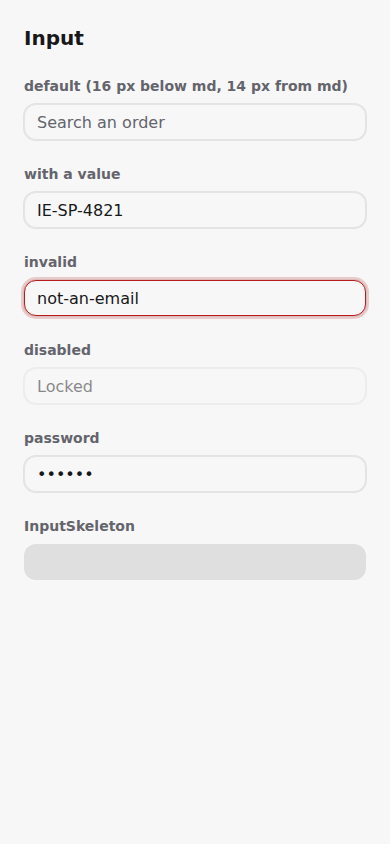 Input
default (16 px below md, 14 px from md)
Search an order
with a value
IE-SP-4821
invalid
not-an-email
disabled
Locked
password
••••••
InputSkeleton